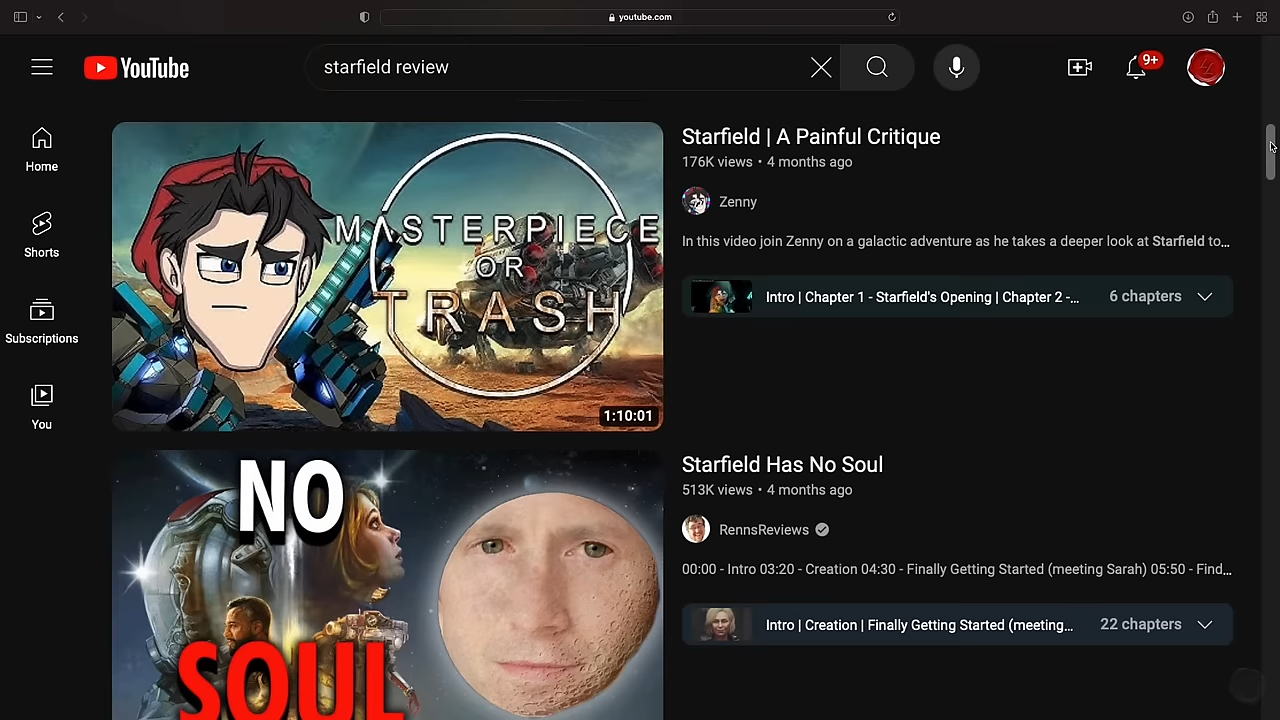 youtube.com
YouTube
starfield review
9+
Home
Shorts
Subscriptions
You
MASTERPIECE
OR
TRASH
1:10:01
Starfield | A Painful Critique
176K views • 4 months ago
Zenny
In this video join Zenny on a galactic adventure as he takes a deeper look at Starfield to...
Intro | Chapter 1 - Starfield's Opening | Chapter 2 -...
6 chapters
NO
SOUL
Starfield Has No Soul
513K views • 4 months ago
RennsReviews
00:00 - Intro 03:20 - Creation 04:30 - Finally Getting Started (meeting Sarah) 05:50 - Find...
Intro | Creation | Finally Getting Started (meeting...
22 chapters